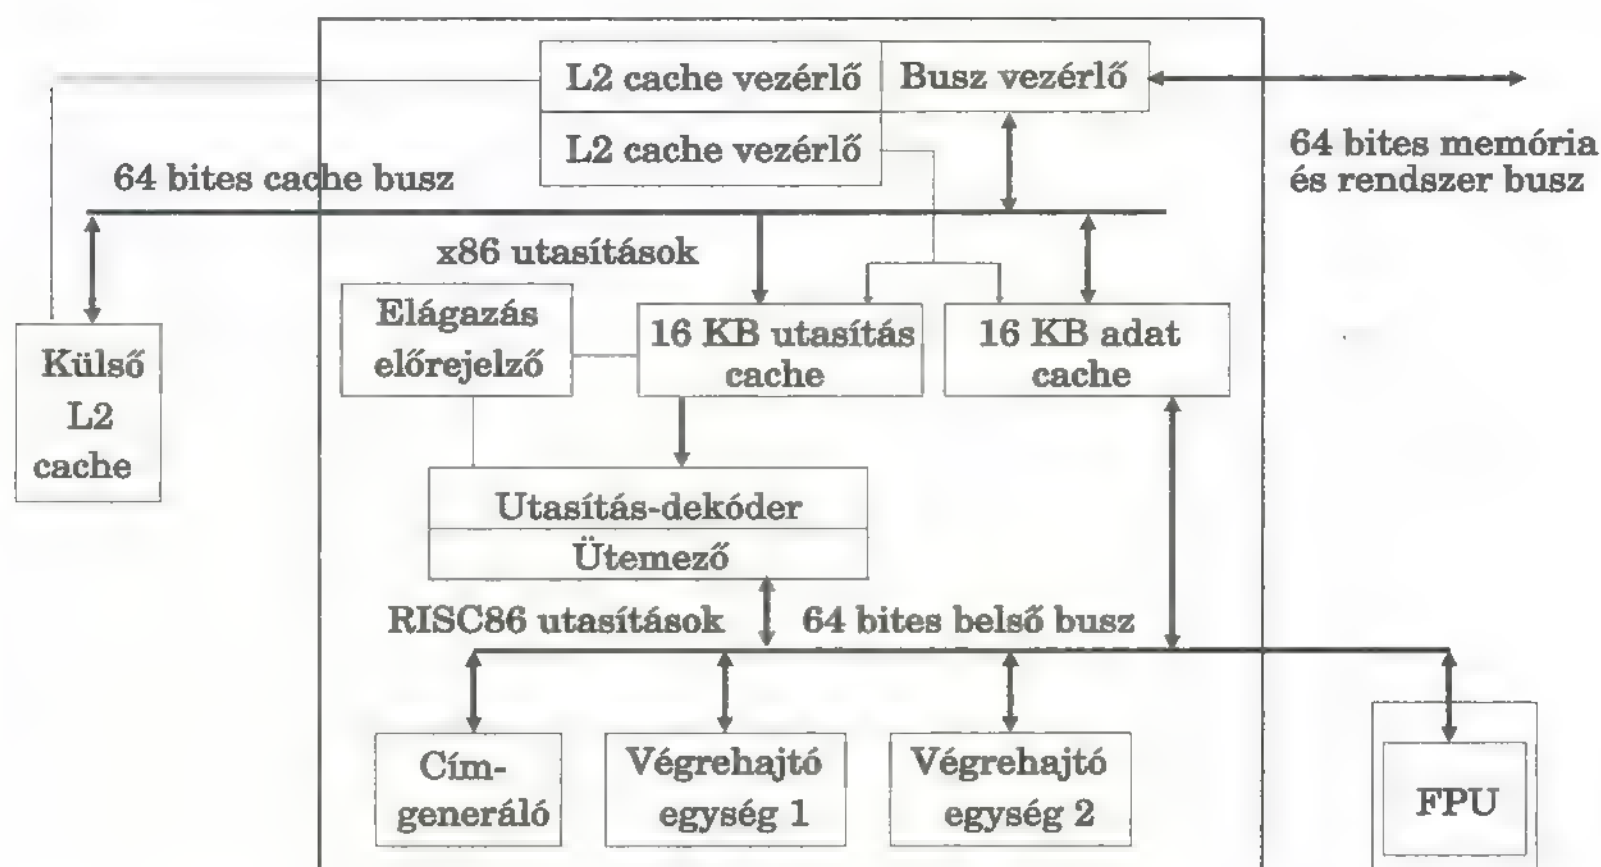 L2 cache vezérlő
Busz vezérlő
L2 cache vezérlő
64 bites memória
és rendszer busz
64 bites cache busz
x86 utasítások
Elágazás
előrejelző
16 KB utasítás
cache
16 KB adat
cache
Külső
L2
cache
Utasítás-dekóder
Ütemező
RISC86 utasítások
64 bites belső busz
Cím-
generáló
Végrehajtó
egység 1
Végrehajtó
egység 2
FPU